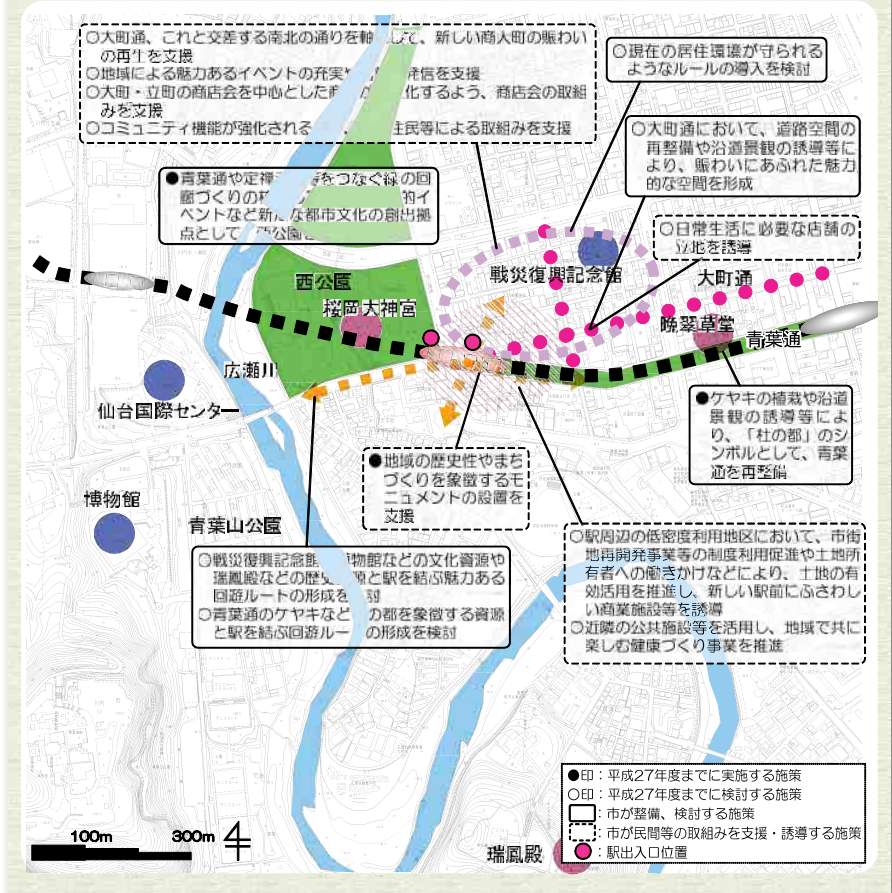 ○大町通、これと交差する南北の通りを軸 、新しい商人町の賑わい
の再生を支援
○地域による魅力あるイベントの充実や 発信を支援
○大町・立町の商店会を中心とした商 化するよう、商店会の取組
みを支援
○コミュニティ機能が強化される 住民等による取組みを支援
○現在の居住環境が守られる
ようなルールの導入を検討
○大町通において、道路空間の
再整備や沿道景観の誘導等に
より、賑わいにあふれた魅力
的な空間を形成
●青葉通や定禅 をつなぐ緑の回
廊づくりの 的イ
ベントなど新たな都市文化の創出拠
点として 西公園を
○日常生活に必要な店舗の
立地を誘導
西公園
戦災復興記念館
大町通
桜岡大神宮
晩翠草堂
青葉通
広瀬川
仙台国際センター
●ケヤキの植栽や沿道
景観の誘導等によ
り、「杜の都」のシ
ンボルとして、青葉
通を再整備
●地域の歴史性やまち
づくりを象徴するモ
ニュメントの設置を
支援
博物館
青葉山公園
○戦災復興記念館 博物館などの文化資源や
瑞鳳殿などの歴史 源と駅を結ぶ魅力ある
回遊ルートの形成を 討
○青葉通のケヤキなど の都を象徴する資源
と駅を結ぶ回遊ルー の形成を検討
○駅周辺の低密度利用地区において、市街
地再開発事業等の制度利用促進や土地所
有者への働きかけなどにより、土地の有
効活用を推進し、新しい駅前にふさわし
い商業施設等を誘導
○近隣の公共施設等を活用し、地域で共に
楽しむ健康づくり事業を推進
●印：平成27年度までに実施する施策
○印：平成27年度までに検討する施策
：市が整備、検討する施策
：市が民間等の取組みを支援・誘導する施策
：駅出入口位置
100m 300m
瑞鳳殿